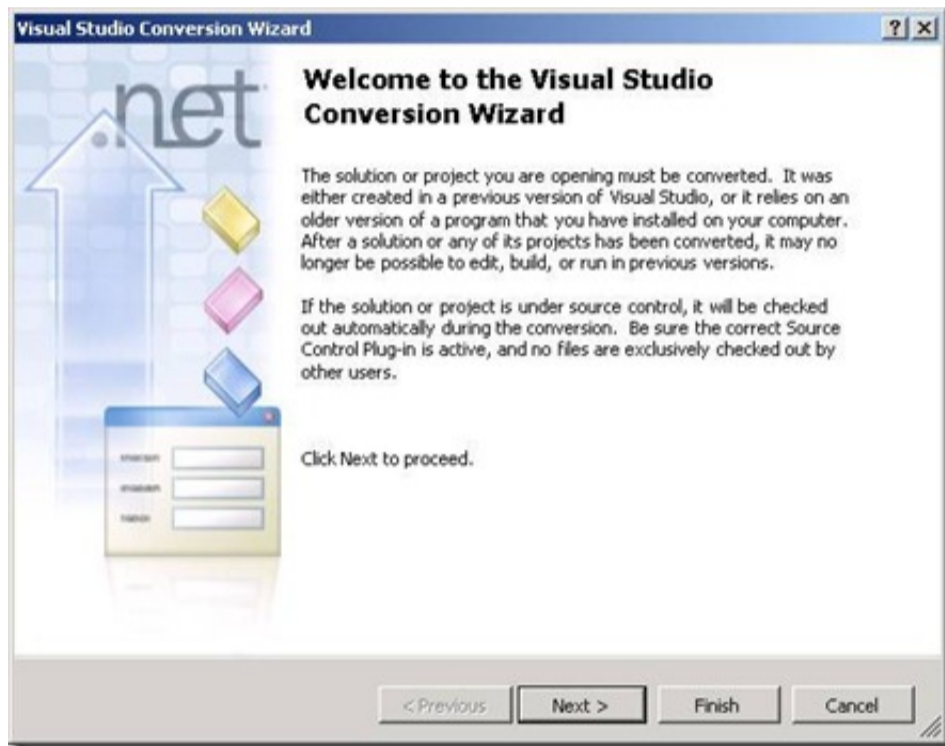 Visual Studio Conversion Wizard
.net
Welcome to the Visual Studio
Conversion Wizard
The solution or project you are opening must be converted.  It was
either created in a previous version of Visual Studio, or it relies on an
older version of a program that you have installed on your computer.
After a solution or any of its projects has been converted, it may no
longer be possible to edit, build, or run in previous versions.
If the solution or project is under source control, it will be checked
out automatically during the conversion.  Be sure the correct Source
Control Plug-in is active, and no files are exclusively checked out by
other users.
Click Next to proceed.
< Previous
Next >
Finish
Cancel